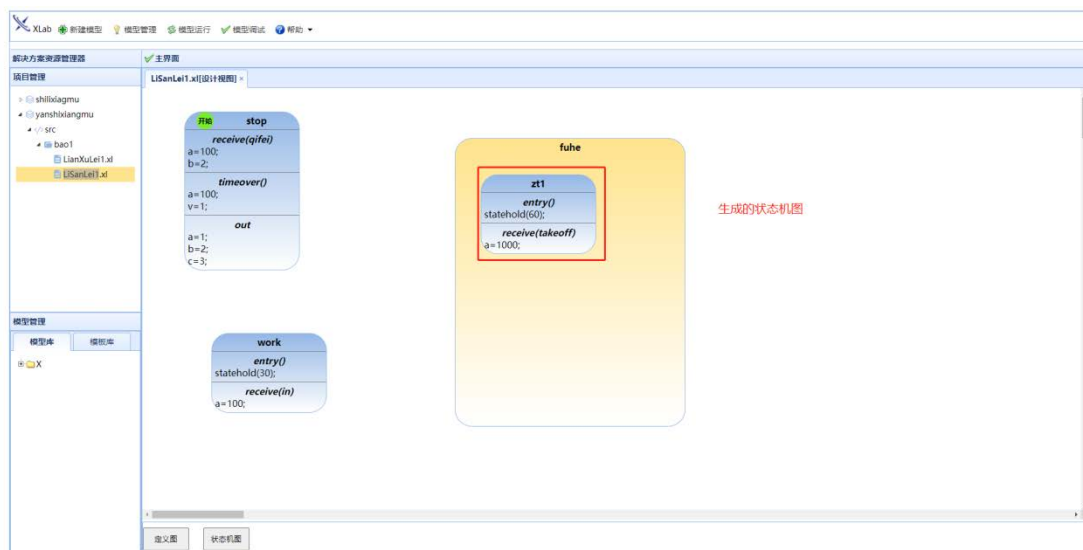 XLab 新建模型 模型管理 模型运行 模型调试 帮助
解决方案资源管理器
主界面
项目管理
LiSanLei1.xl[设计视图] ×
shilixiagmu
yanshixiangmu
src
bao1
LianXuLei1.xl
LiSanLei1.xl
开始 stop
receive(qifei)
a=100;
b=2;
timeover()
a=100;
v=1;
out
a=1;
b=2;
c=3;
fuhe
zt1
entry()
statehold(60);
receive(takeoff)
a=1000;
生成的状态机图
work
entry()
statehold(30);
receive(in)
a=100;
模型管理
模型库 模板库
X
定义图 状态机图